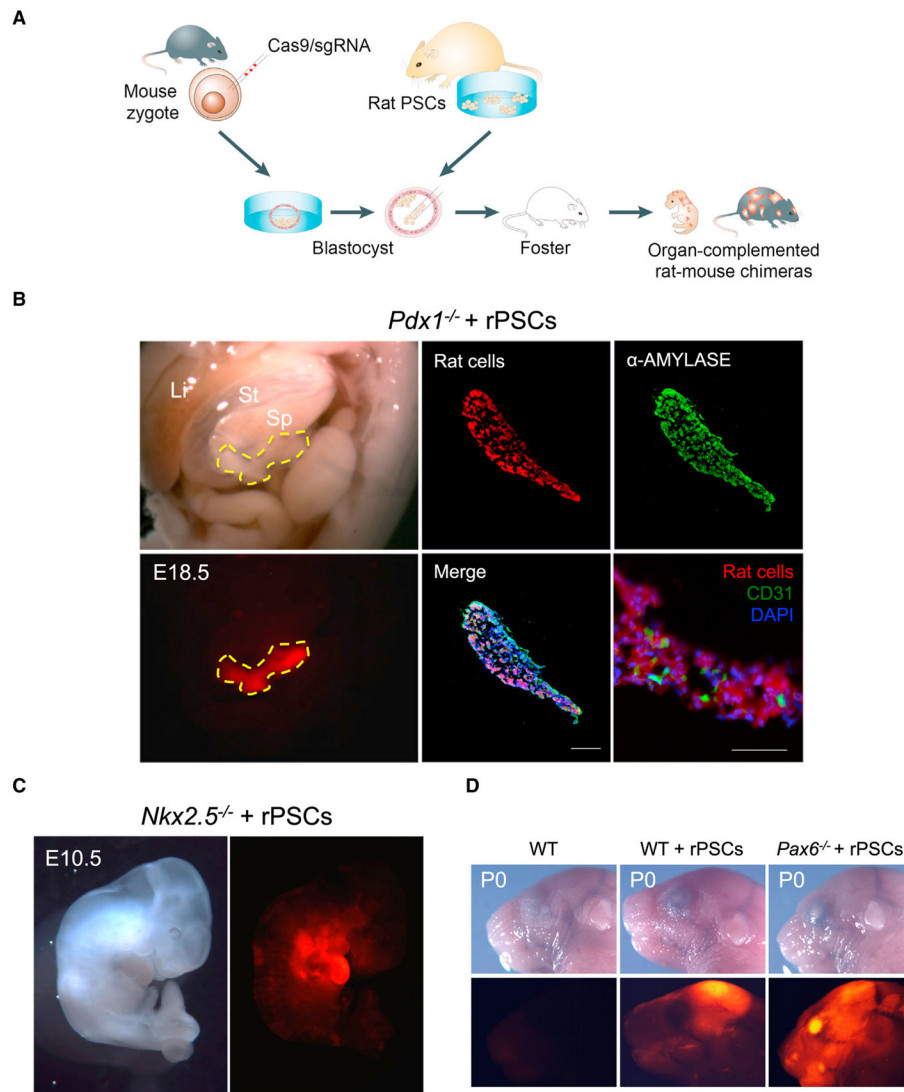 A
Cas9/sgRNA
Mouse
zygote
Rat PSCs
Blastocyst
Foster
Organ-complemented
rat-mouse chimeras
B
Pdx1-/- + rPSCs
Li
St
Sp
Rat cells
α-AMYLASE
E18.5
Merge
Rat cells
CD31
DAPI
C
Nkx2.5-/- + rPSCs
E10.5
D
WT
WT + rPSCs
Pax6-/- + rPSCs
P0
P0
P0